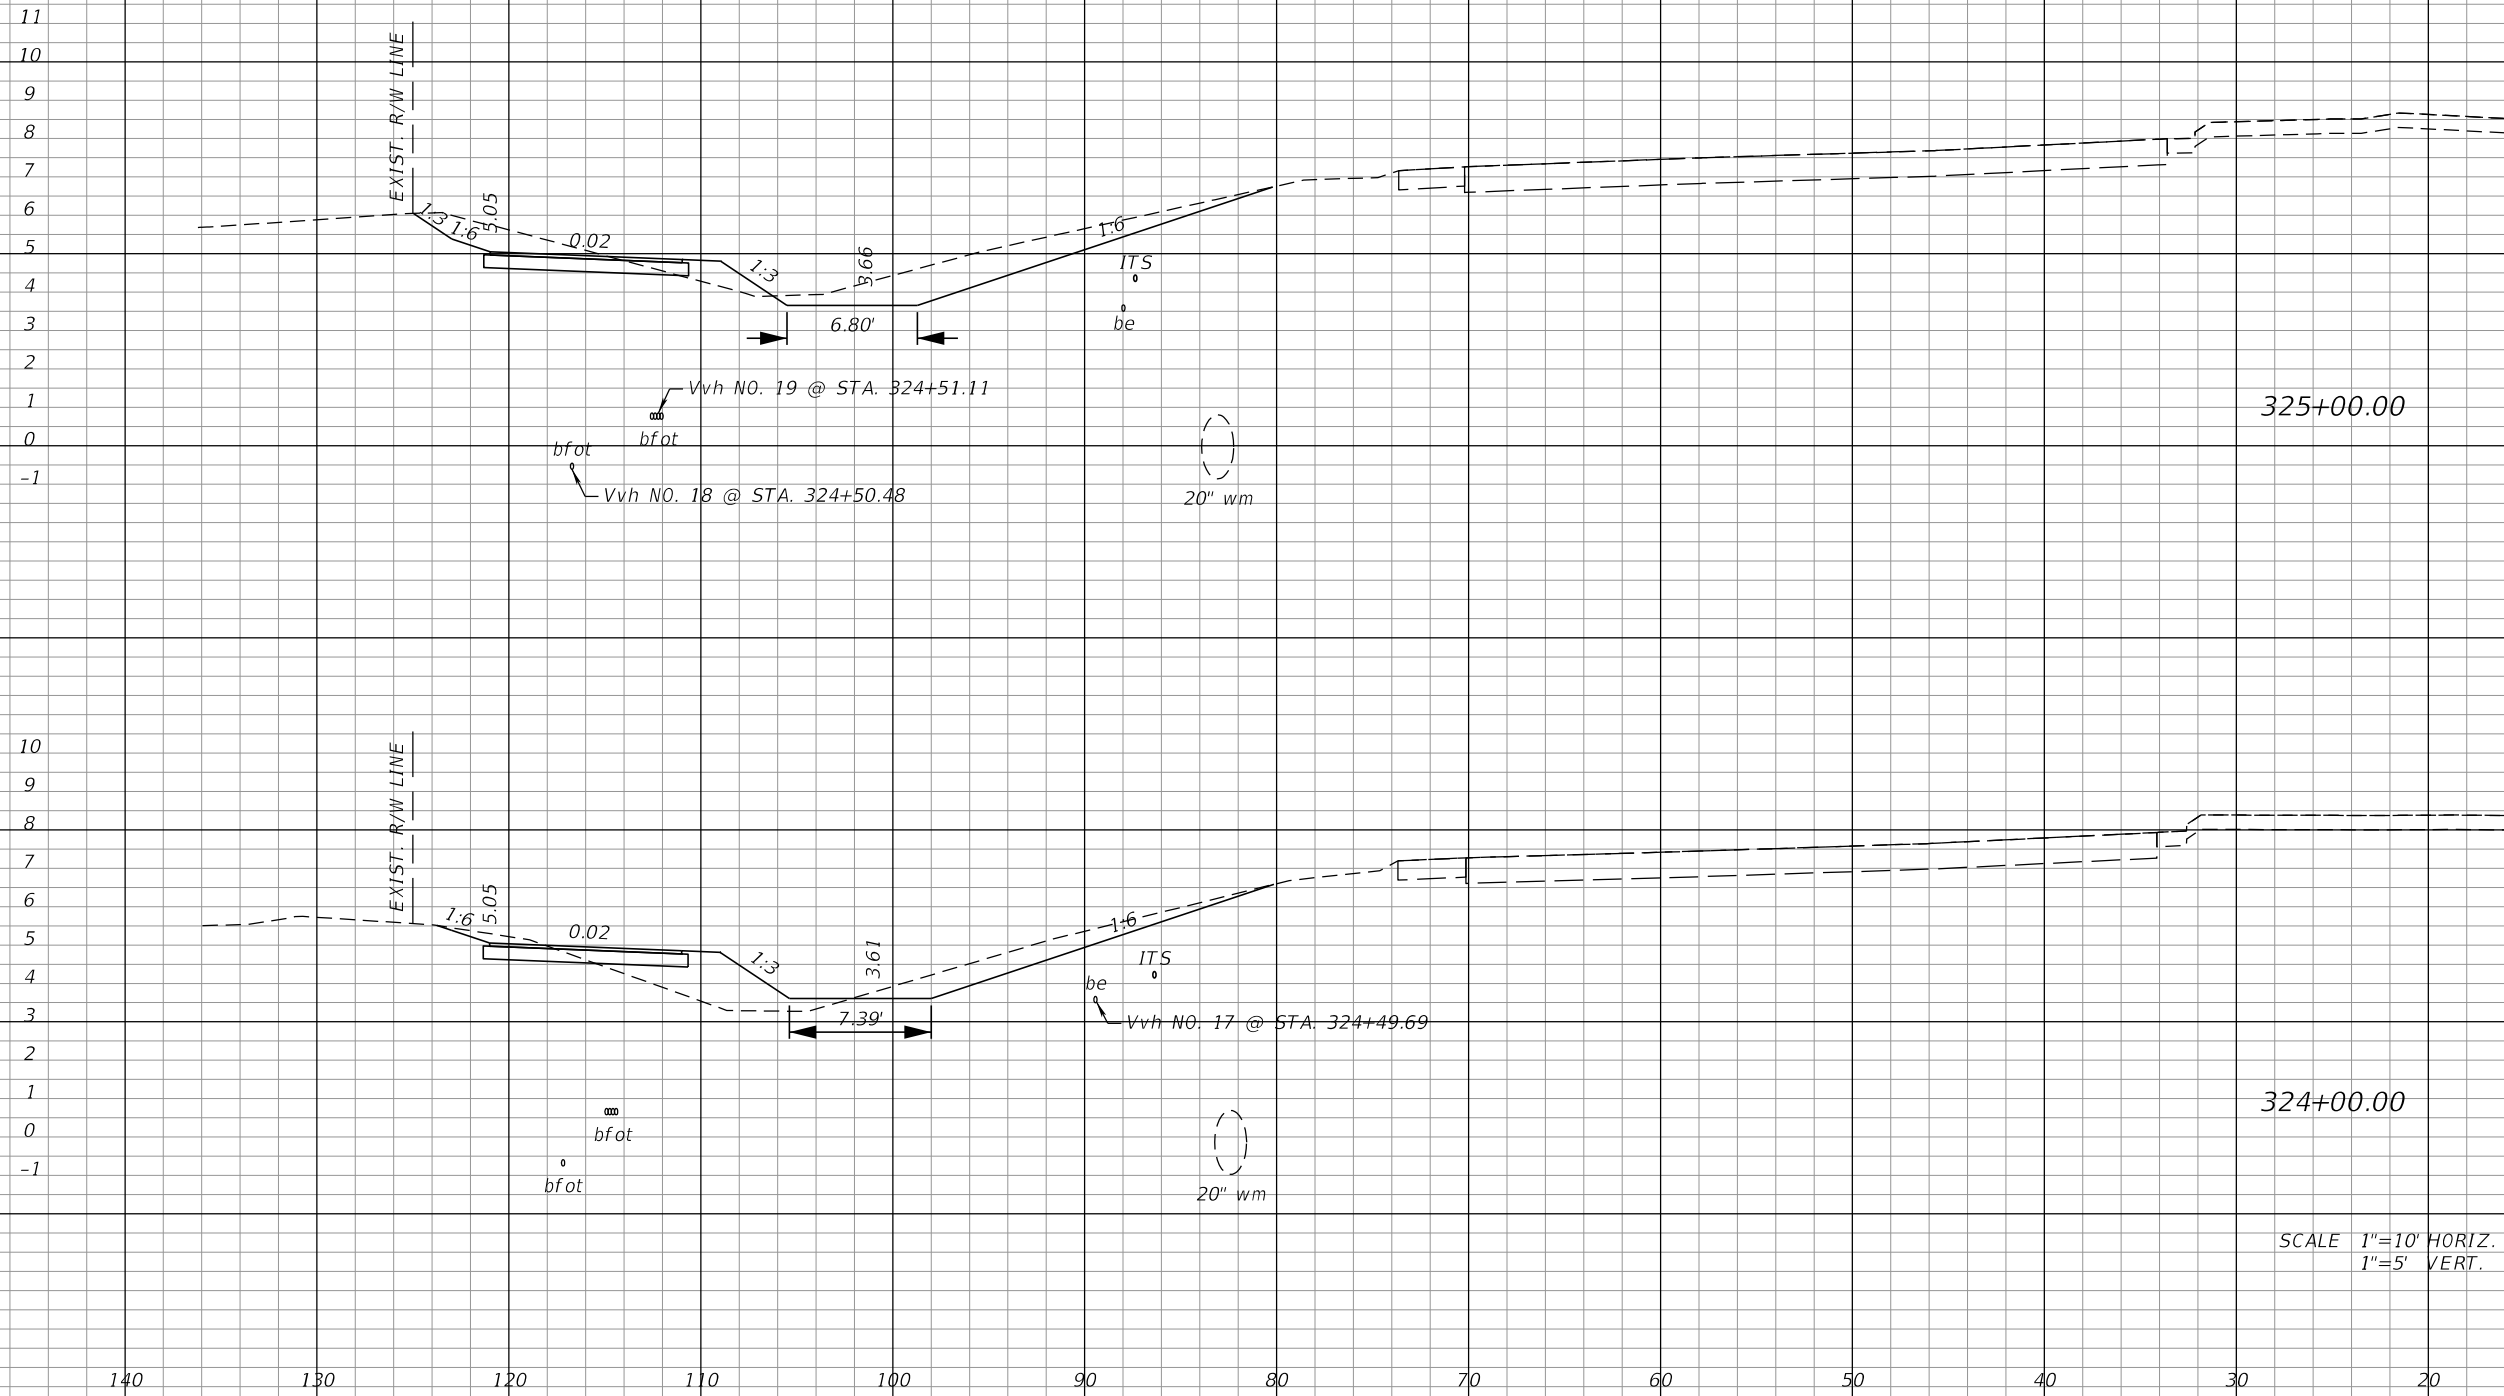 11
10
9
8
7
6
5
4
3
2
1
0
-1
EXIST. R/W LINE
1:3
1:6
5.05
0.02
1:3
3.66
6.80'
1:6
ITS
be
Vvh NO. 19 @ STA. 324+51.11
bfot
bfot
Vvh NO. 18 @ STA. 324+50.48
20" wm
325+00.00
10
9
8
7
6
5
4
3
2
1
0
-1
EXIST. R/W LINE
1:6
5.05
0.02
1:3
3.61
7.39'
1:6
ITS
be
Vvh NO. 17 @ STA. 324+49.69
bfot
bfot
20" wm
324+00.00
SCALE 1"=10' HORIZ.
1"=5' VERT.
140 130 120 110 100 90 80 70 60 50 40 30 20